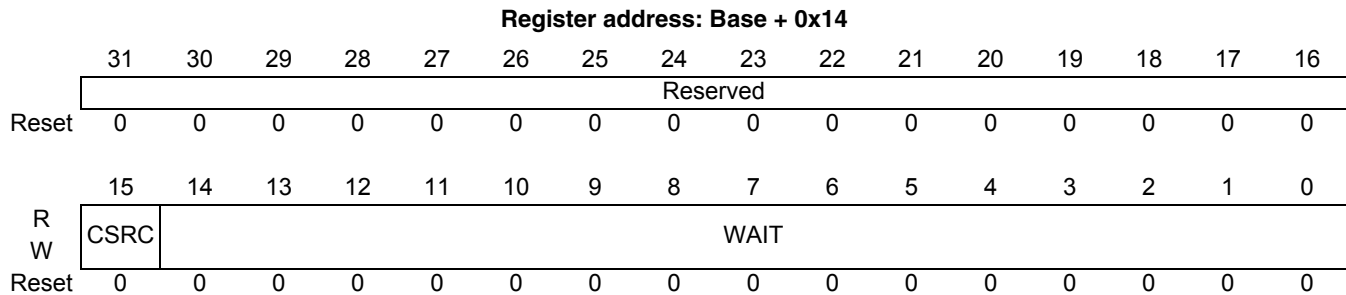 Register address: Base + 0x14
31 30 29 28 27 26 25 24 23 22 21 20 19 18 17 16
Reserved
Reset 0 0 0 0 0 0 0 0 0 0 0 0 0 0 0 0
15 14 13 12 11 10 9 8 7 6 5 4 3 2 1 0
R
CSRC WAIT
W
Reset 0 0 0 0 0 0 0 0 0 0 0 0 0 0 0 0